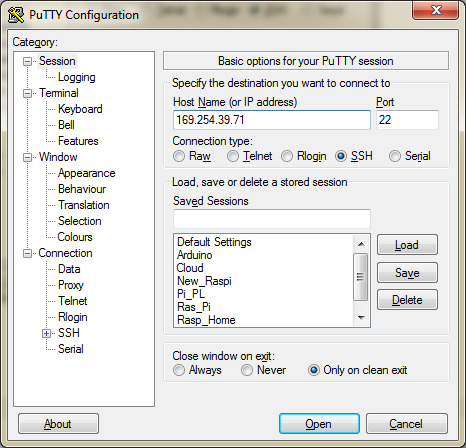 PuTTY Configuration
Category:
Session
Logging
Terminal
Keyboard
Bell
Features
Window
Appearance
Behaviour
Translation
Selection
Colours
Connection
Data
Proxy
Telnet
Rlogin
SSH
Serial
Basic options for your PuTTY session
Specify the destination you want to connect to
Host Name (or IP address) Port
169.254.39.71 22
Connection type:
Raw Telnet Rlogin SSH Serial
Load, save or delete a stored session
Saved Sessions
Default Settings
Arduino
Cloud
New_Raspi
Pi_PL
Ras_Pi
Rasp_Home
Load
Save
Delete
Close window on exit:
Always Never Only on clean exit
About Open Cancel